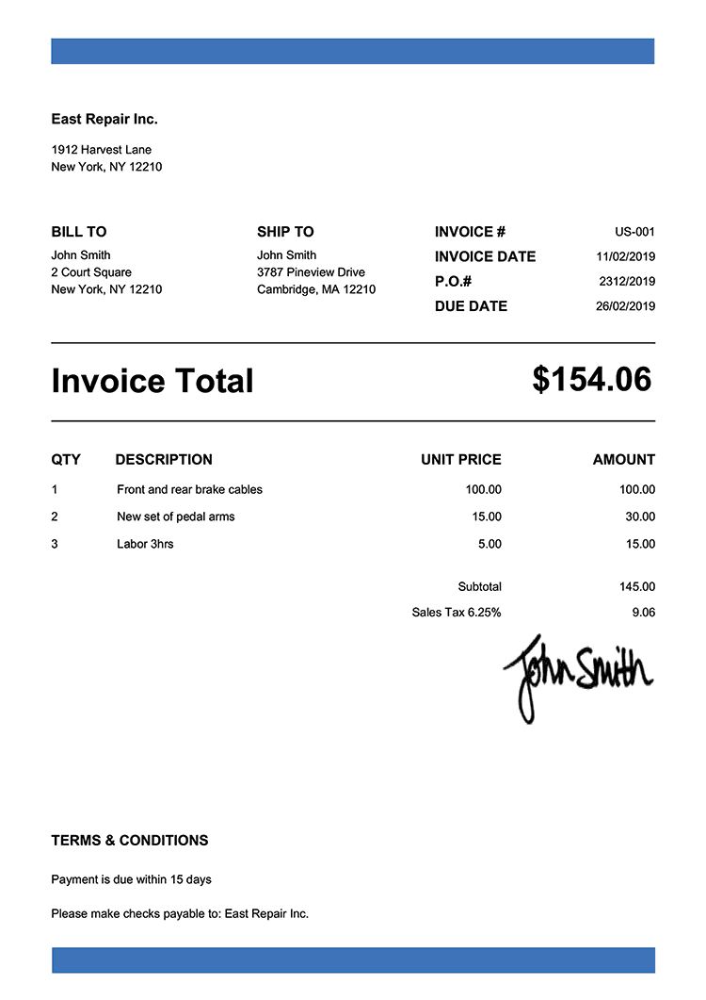 East Repair Inc.
1912 Harvest Lane
New York, NY 12210
BILL TO
John Smith
2 Court Square
New York, NY 12210
SHIP TO
John Smith
3787 Pineview Drive
Cambridge, MA 12210
INVOICE # US-001
INVOICE DATE 11/02/2019
P.O.# 2312/2019
DUE DATE 26/02/2019
Invoice Total $154.06
QTY DESCRIPTION UNIT PRICE AMOUNT
1 Front and rear brake cables 100.00 100.00
2 New set of pedal arms 15.00 30.00
3 Labor 3hrs 5.00 15.00
Subtotal 145.00
Sales Tax 6.25% 9.06
John Smith
TERMS & CONDITIONS
Payment is due within 15 days
Please make checks payable to: East Repair Inc.